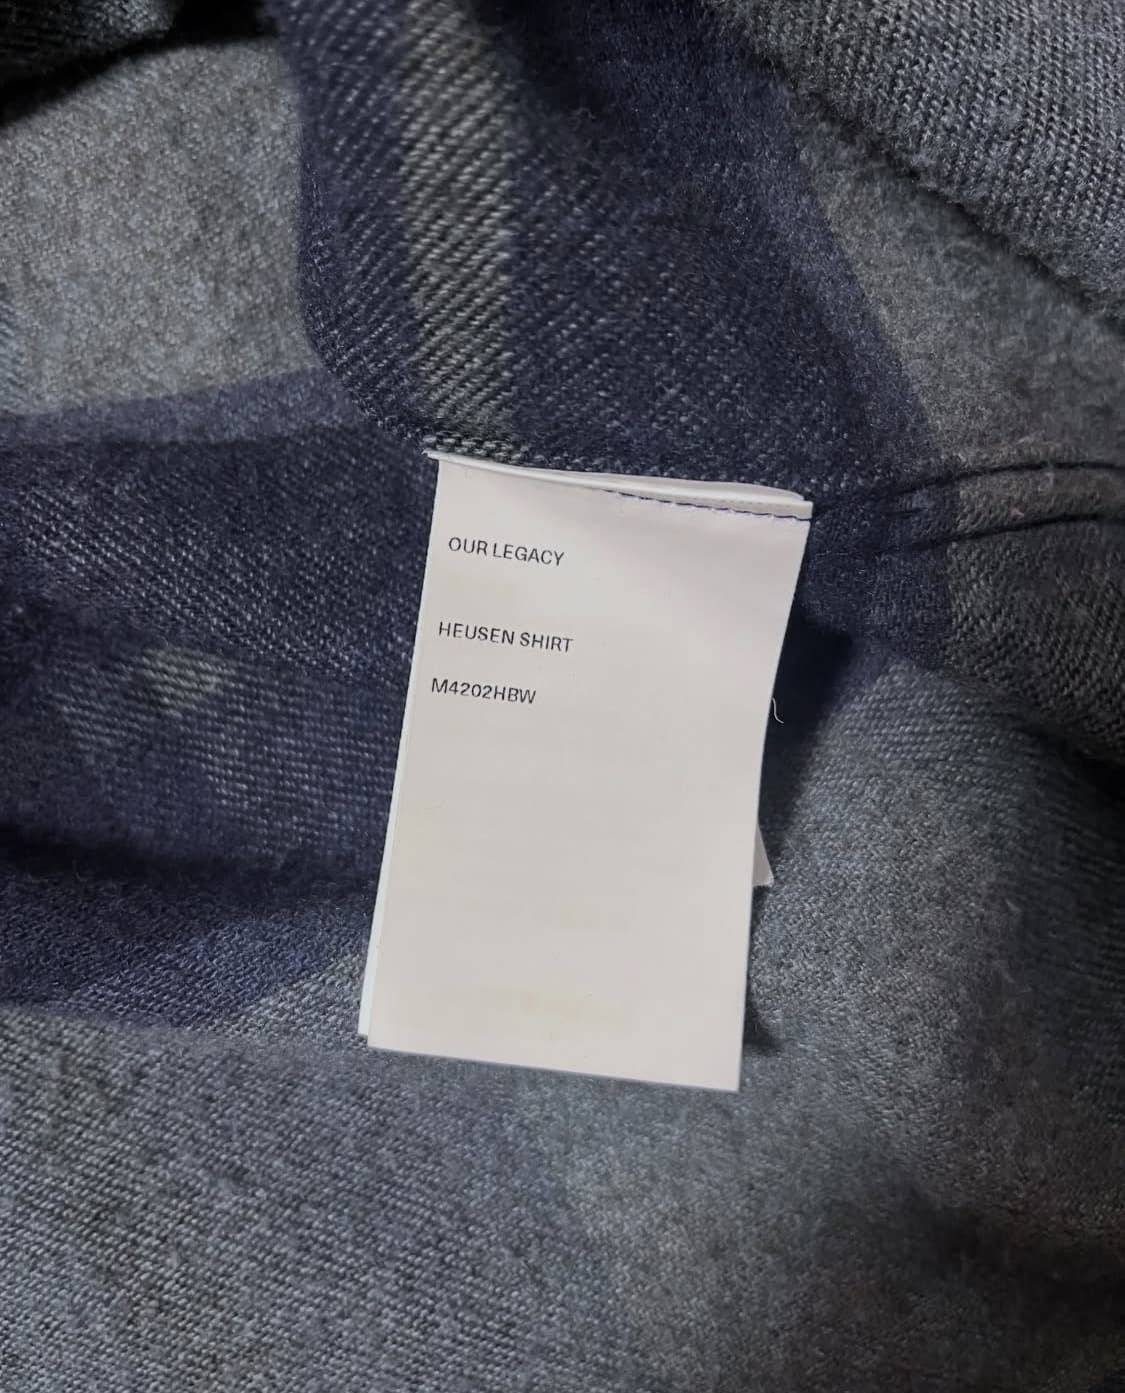 OUR LEGACY
HEUSEN SHIRT
M4202HBW